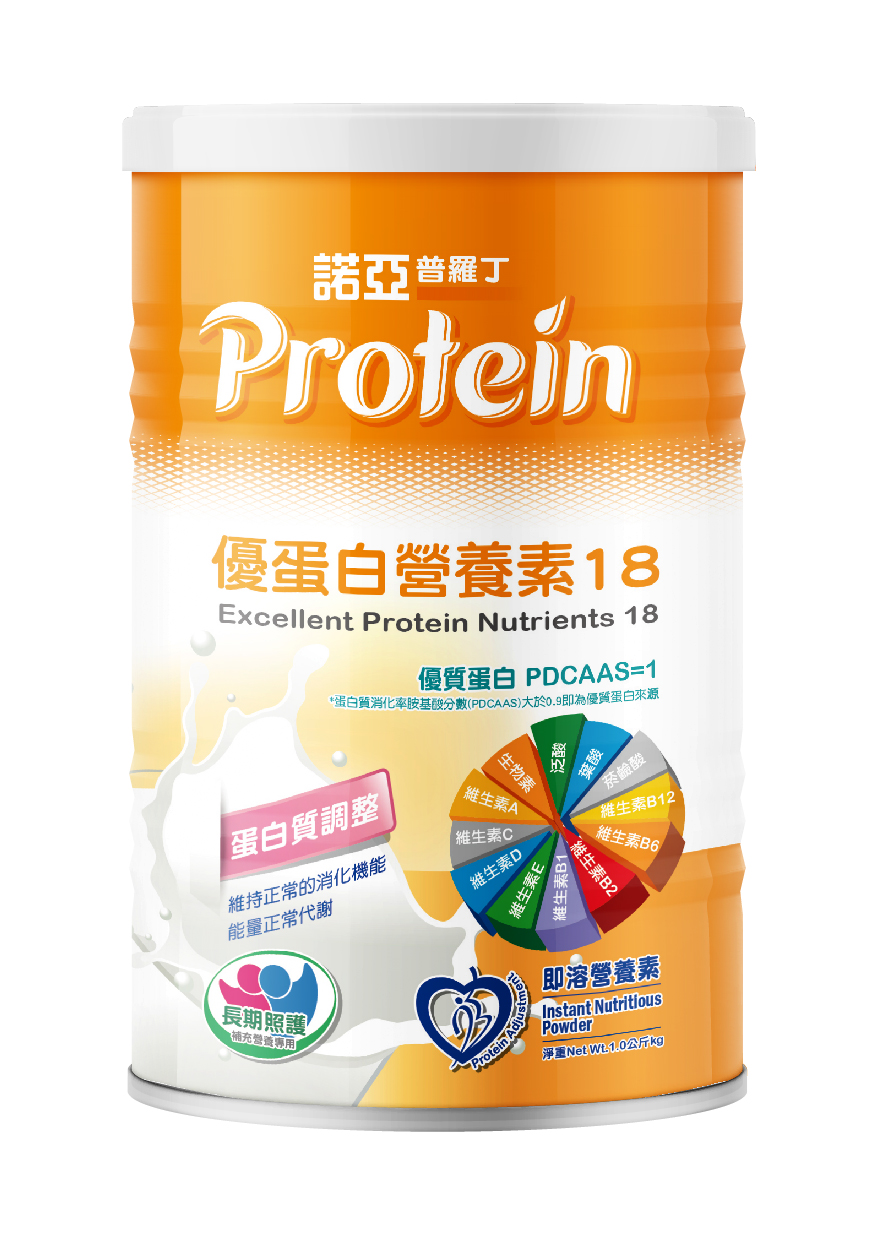 諾亞普羅丁
Protein
優蛋白營養素18
Excellent Protein Nutrients 18
優質蛋白 PDCAAS=1
*蛋白質消化率胺基酸分數(PDCAAS)大於0.9即為優質蛋白來源
泛酸
葉酸
菸鹼酸
維生素B12
維生素B6
維生素B2
維生素B1
維生素E
維生素D
維生素C
維生素A
生物素
蛋白質調整
維持正常的消化機能
能量正常代謝
長期照護
補充營養專用
Protein Adjustment
即溶營養素
Instant Nutritious
Powder
淨重Net Wt.1.0公斤kg